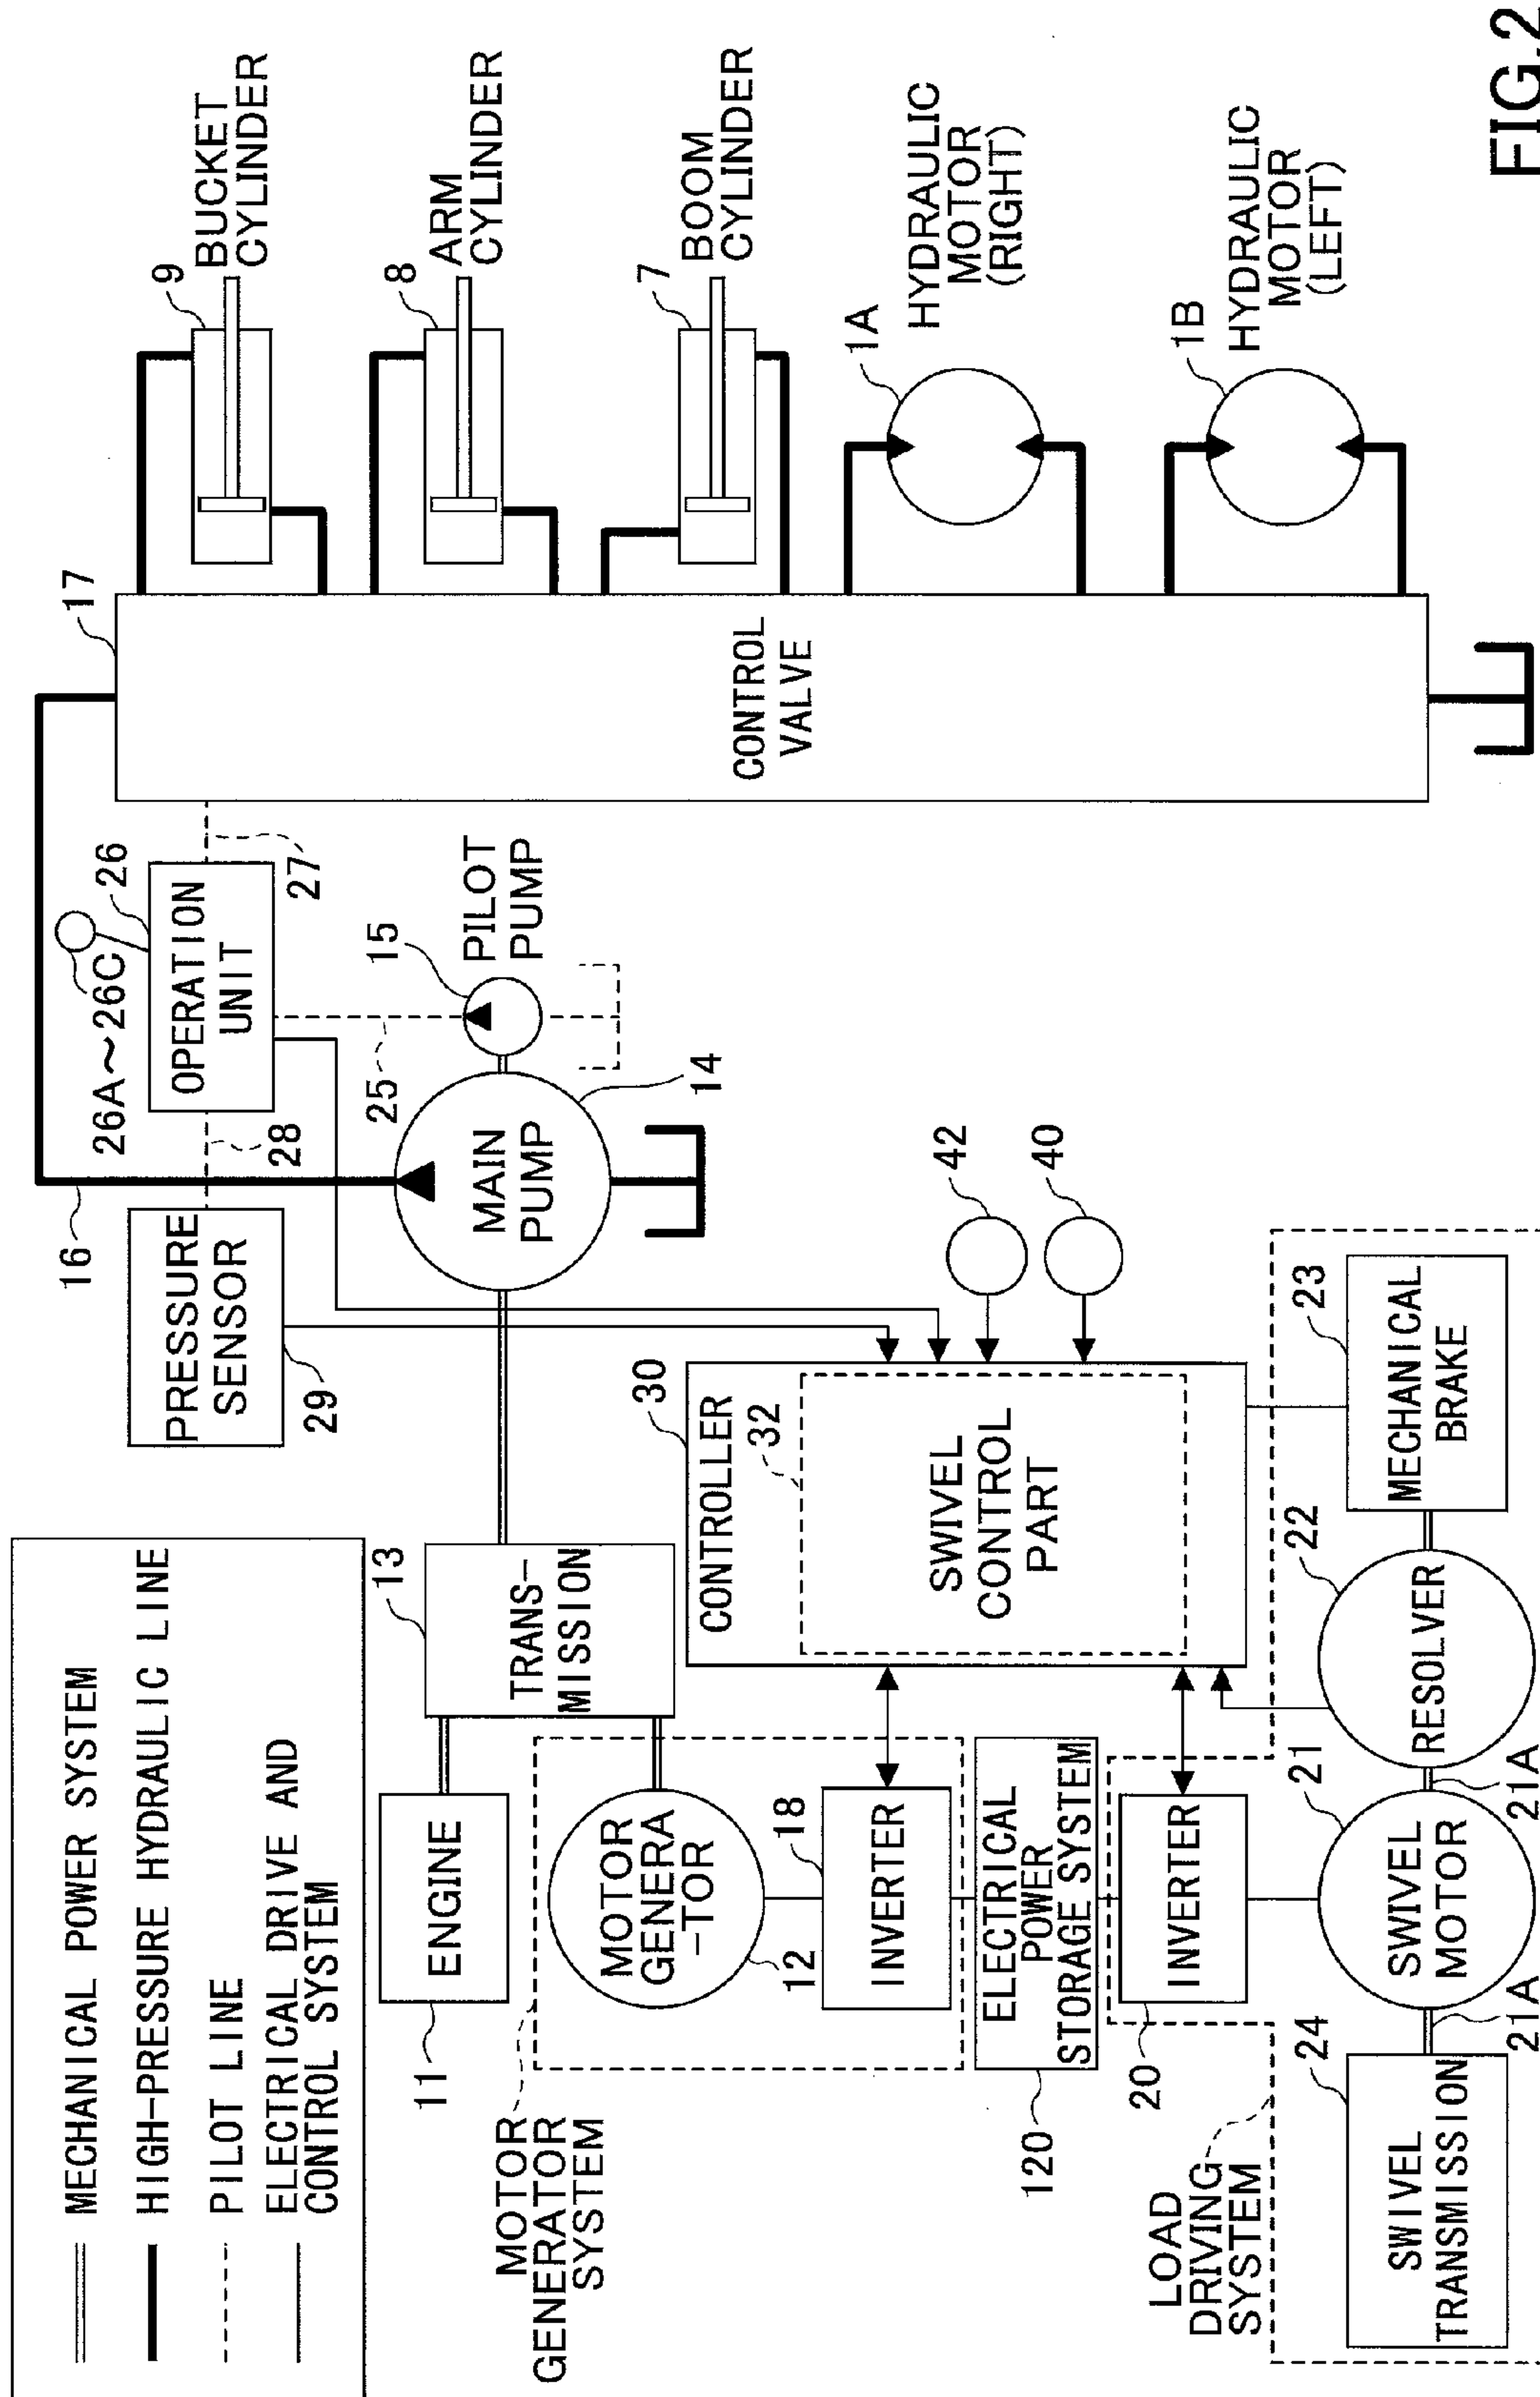 MECHANICAL POWER SYSTEM
HIGH-PRESSURE HYDRAULIC LINE
PILOT LINE
ELECTRICAL DRIVE AND
CONTROL SYSTEM
FIG.2
9
BUCKET
CYLINDER
8
ARM
CYLINDER
7
BOOM
CYLINDER
1A
HYDRAULIC
MOTOR
(RIGHT)
1B
HYDRAULIC
MOTOR
(LEFT)
17
CONTROL
VALVE
26A~26C
26
OPERATION
UNIT
27
28
16
PRESSURE
SENSOR
29
25
15
PILOT
PUMP
14
MAIN
PUMP
13
TRANS-
MISSION
11
ENGINE
MOTOR
GENERATOR
SYSTEM
MOTOR
GENERA
-TOR
12
18
INVERTER
120
ELECTRICAL
POWER
STORAGE SYSTEM
20
INVERTER
30
CONTROLLER
32
SWIVEL
CONTROL
PART
42
40
LOAD
DRIVING
SYSTEM
24
SWIVEL
TRANSMISSION
21A
21
SWIVEL
MOTOR
21A
22
RESOLVER
23
MECHANICAL
BRAKE